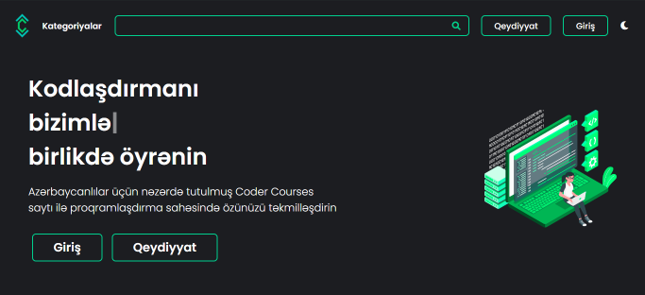 Kateqoriyalar
Qeydiyyat
Giriş
Kodlaşdırmanı
bizimlə
birlikdə öyrənin
Azərbaycanlılar üçün nəzərdə tutulmuş Coder Courses
saytı ilə proqramlaşdırma sahəsində özünüzü təkmilləşdirin
Giriş
Qeydiyyat